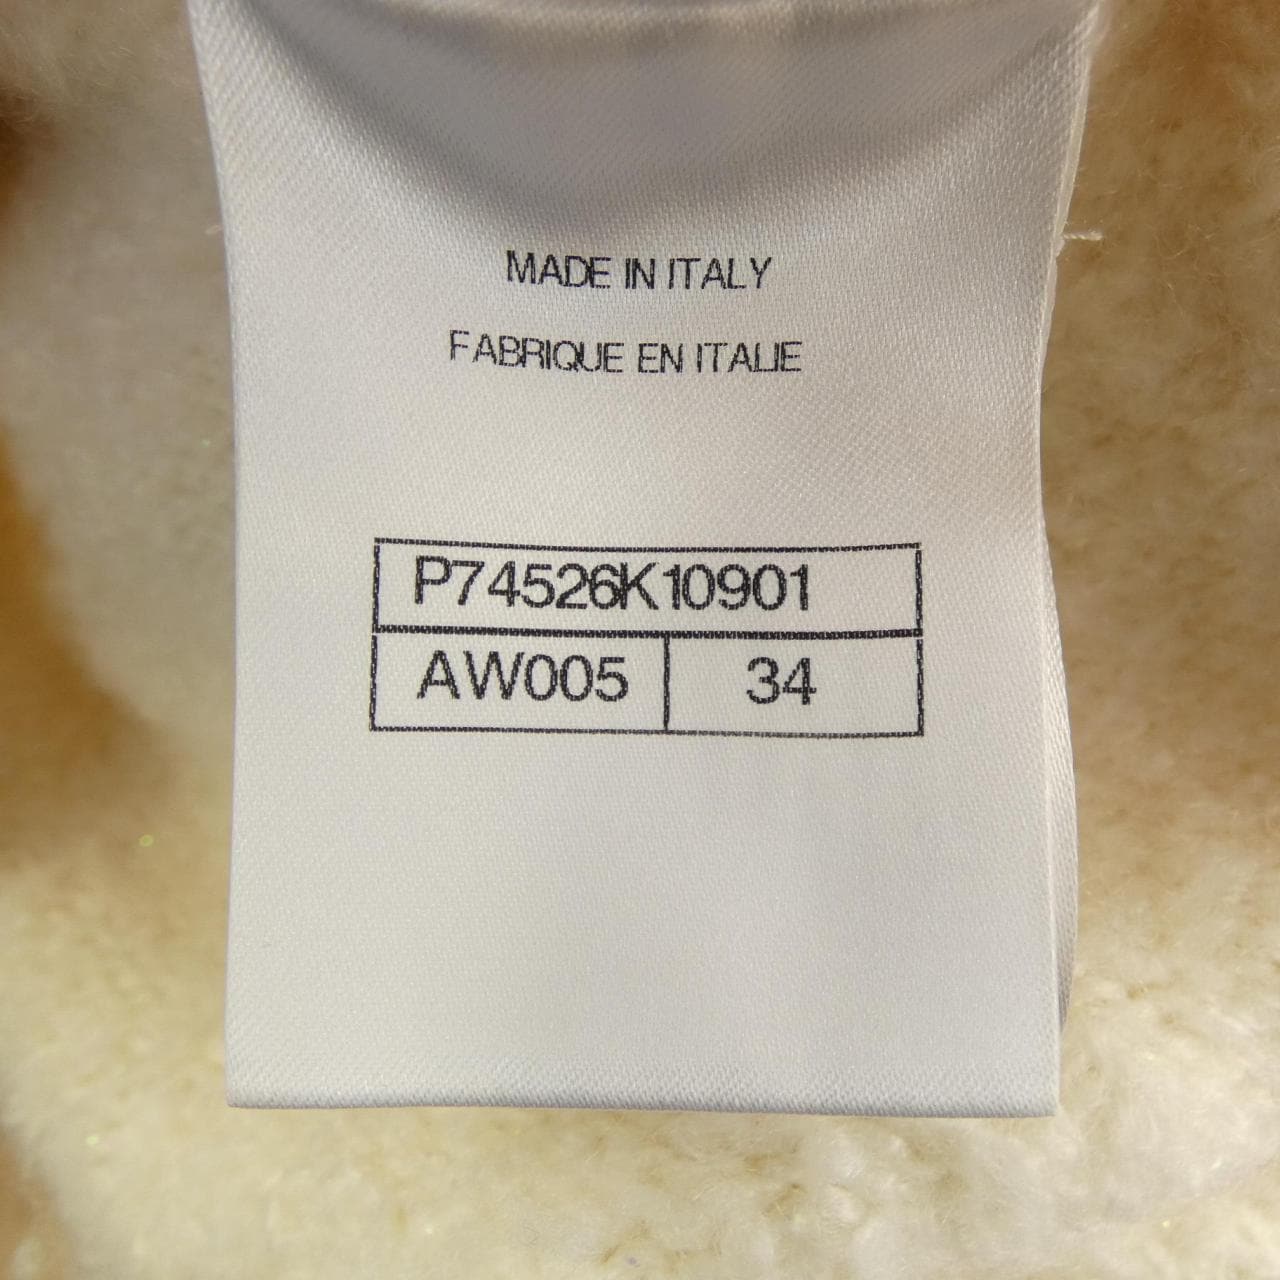 MADE IN ITALY
FABRIQUE EN ITALIE
P74526K10901
AW005 34